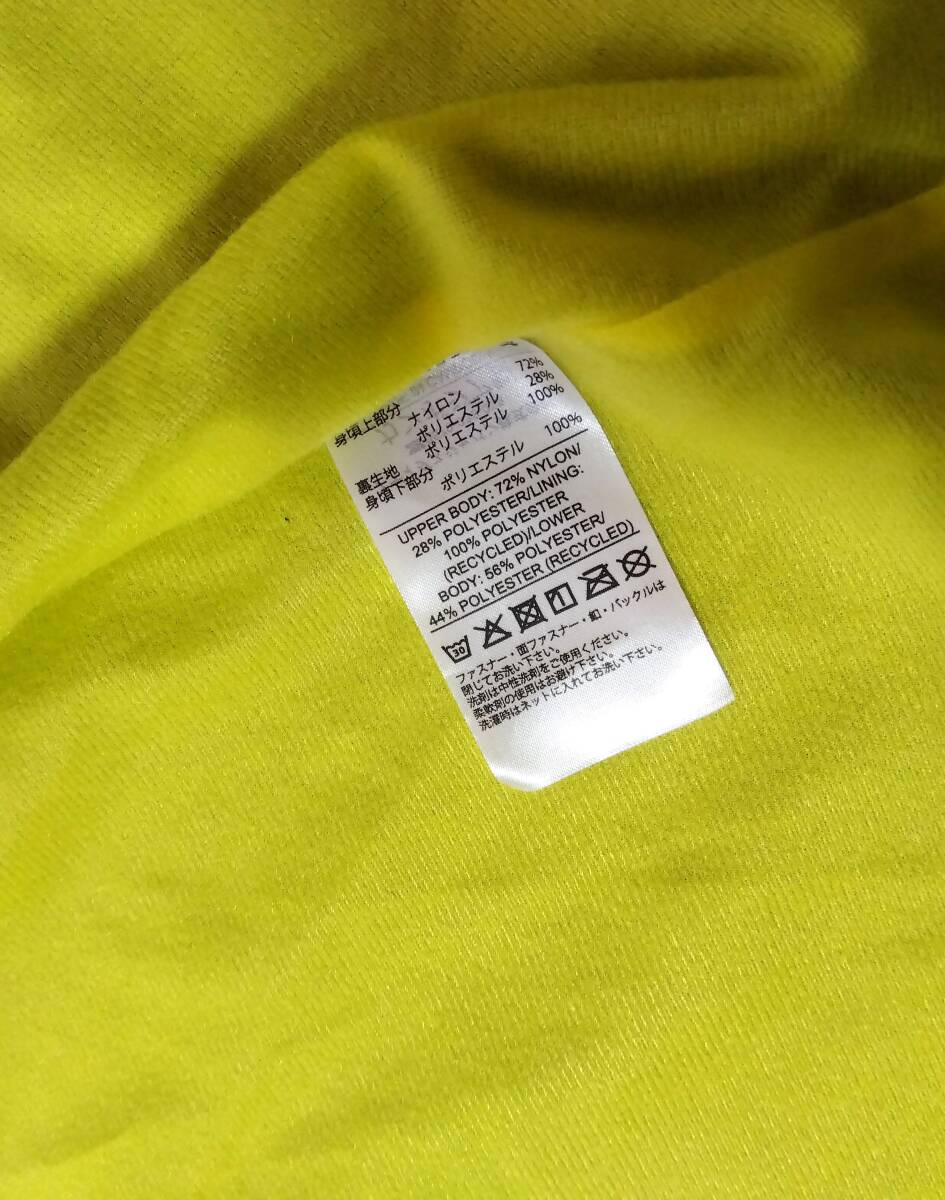 72%
身頃上部分 ナイロン 28%
ポリエステル 100%
ポリエステル
裏生地
身頃下部分 ポリエステル 100%
UPPER BODY: 72% NYLON/
28% POLYESTER/LINING:
100% POLYESTER
(RECYCLED)/LOWER
BODY: 56% POLYESTER/
44% POLYESTER (RECYCLED)
30
ファスナー・面ファスナー・釦・バックルは
閉じてお洗い下さい。
洗剤は中性洗剤をご使用ください。
柔軟剤の使用はお避け下さい。
洗濯時はネットに入れてお洗い下さい。